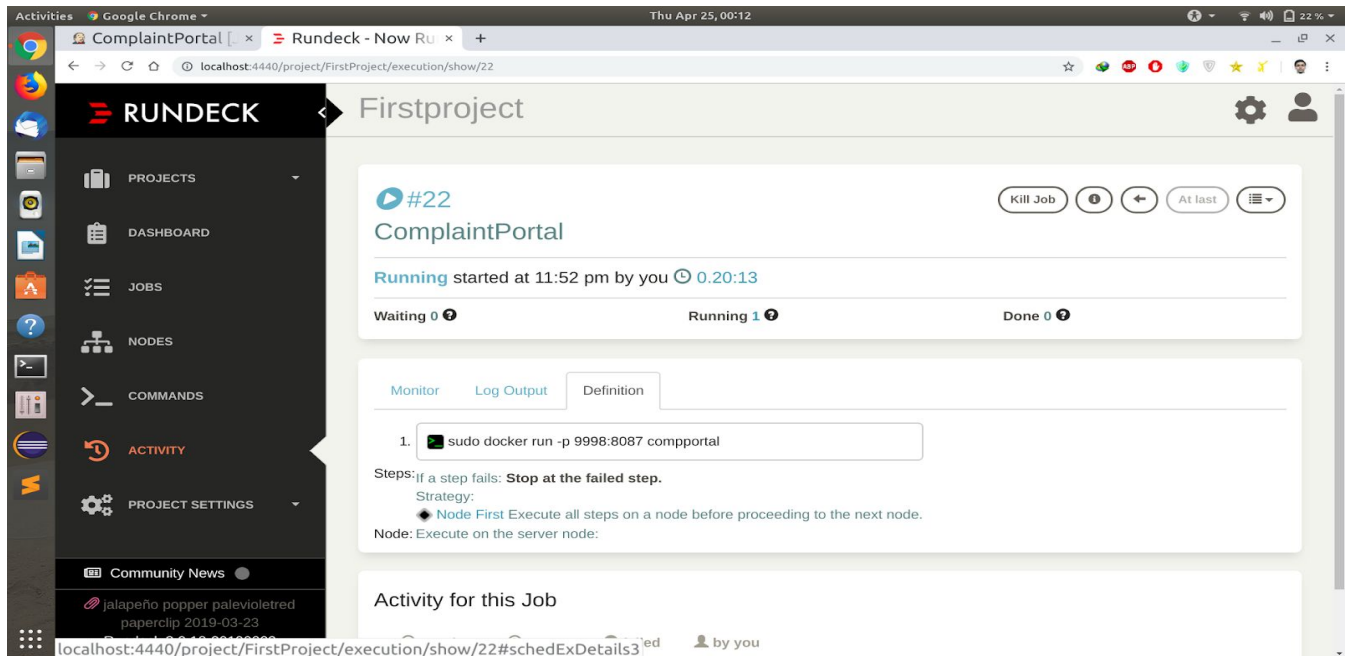 Activities Google Chrome Thu Apr 25, 00:12 22 %
ComplaintPortal [ × Rundeck - Now Ru × +
localhost:4440/project/FirstProject/execution/show/22
ABP
RUNDECK
Firstproject
PROJECTS
DASHBOARD
JOBS
NODES
COMMANDS
ACTIVITY
PROJECT SETTINGS
Community News
jalapeño popper palevioletred
paperclip 2019-03-23
#22
Kill Job
At last
ComplaintPortal
Running started at 11:52 pm by you 0.20:13
Waiting 0 Running 1 Done 0
Monitor Log Output Definition
1. sudo docker run -p 9998:8087 compportal
Steps: If a step fails: Stop at the failed step.
Strategy:
Node First Execute all steps on a node before proceeding to the next node.
Node: Execute on the server node:
Activity for this Job
by you
localhost:4440/project/FirstProject/execution/show/22#schedExDetails3